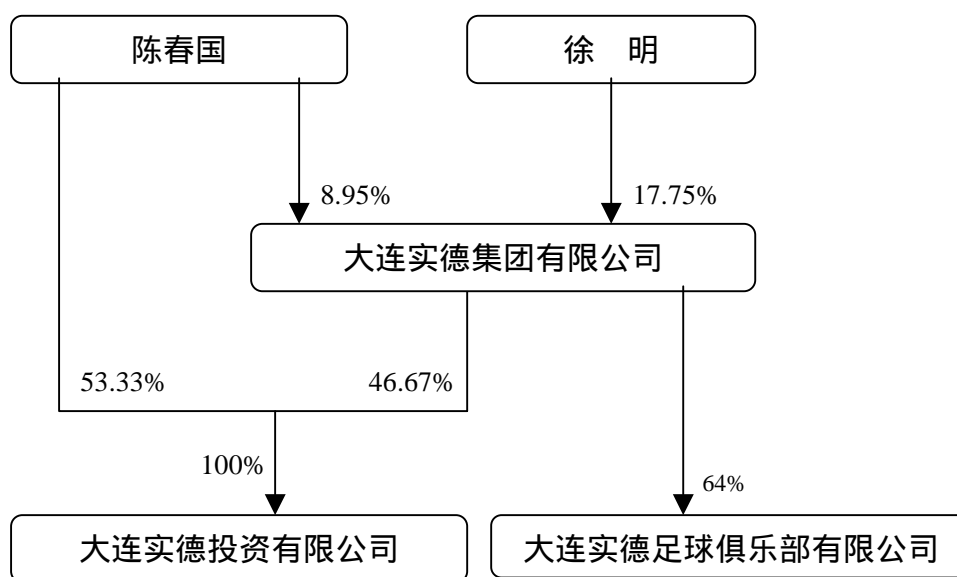 陈春国
徐 明
8.95%
17.75%
大连实德集团有限公司
53.33%
46.67%
100%
64%
大连实德投资有限公司
大连实德足球俱乐部有限公司